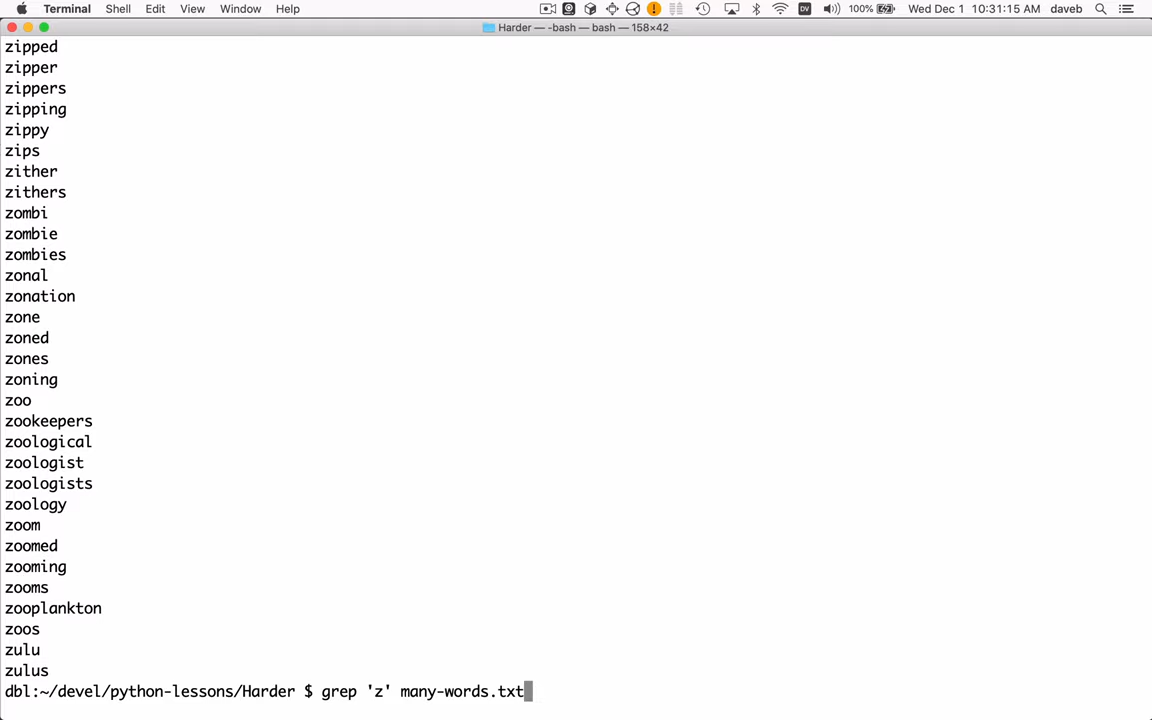 Terminal Shell Edit View Window Help DV 100% Wed Dec 1 10:31:15 AM daveb
Harder — -bash — bash — 158×42
zipped
zipper
zippers
zipping
zippy
zips
zither
zithers
zombi
zombie
zombies
zonal
zonation
zone
zoned
zones
zoning
zoo
zookeepers
zoological
zoologist
zoologists
zoology
zoom
zoomed
zooming
zooms
zooplankton
zoos
zulu
zulus
dbl:~/devel/python-lessons/Harder $ grep 'z' many-words.txt